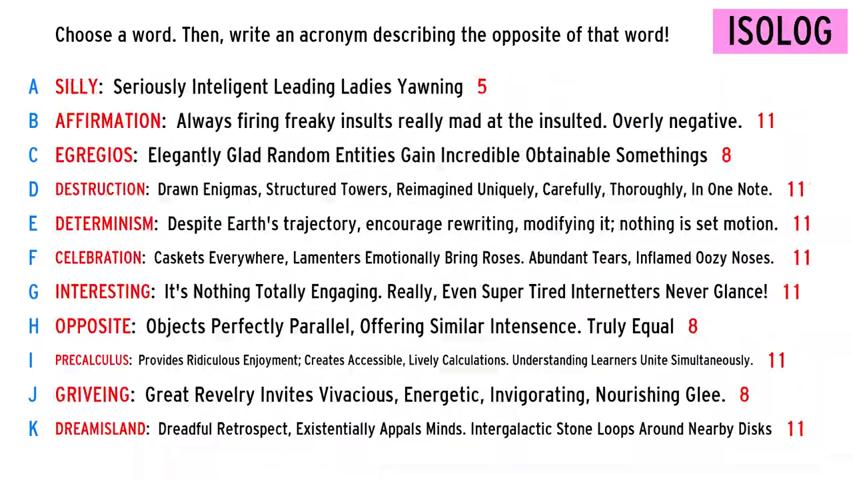 Choose a word. Then, write an acronym describing the opposite of that word!
ISOLOG
A SILLY: Seriously Inteligent Leading Ladies Yawning 5
B AFFIRMATION: Always firing freaky insults really mad at the insulted. Overly negative. 11
C EGREGIOS: Elegantly Glad Random Entities Gain Incredible Obtainable Somethings 8
D DESTRUCTION: Drawn Enigmas, Structured Towers, Reimagined Uniquely, Carefully, Thoroughly, In One Note. 11
E DETERMINISM: Despite Earth's trajectory, encourage rewriting, modifying it; nothing is set motion. 11
F CELEBRATION: Caskets Everywhere, Lamenters Emotionally Bring Roses. Abundant Tears, Inflamed Oozy Noses. 11
G INTERESTING: It's Nothing Totally Engaging. Really, Even Super Tired Internetters Never Glance! 11
H OPPOSITE: Objects Perfectly Parallel, Offering Similar Intensence. Truly Equal 8
I PRECALCULUS: Provides Ridiculous Enjoyment; Creates Accessible, Lively Calculations. Understanding Learners Unite Simultaneously. 11
J GRIVEING: Great Revelry Invites Vivacious, Energetic, Invigorating, Nourishing Glee. 8
K DREAMISLAND: Dreadful Retrospect, Existentially Appals Minds. Intergalactic Stone Loops Around Nearby Disks 11